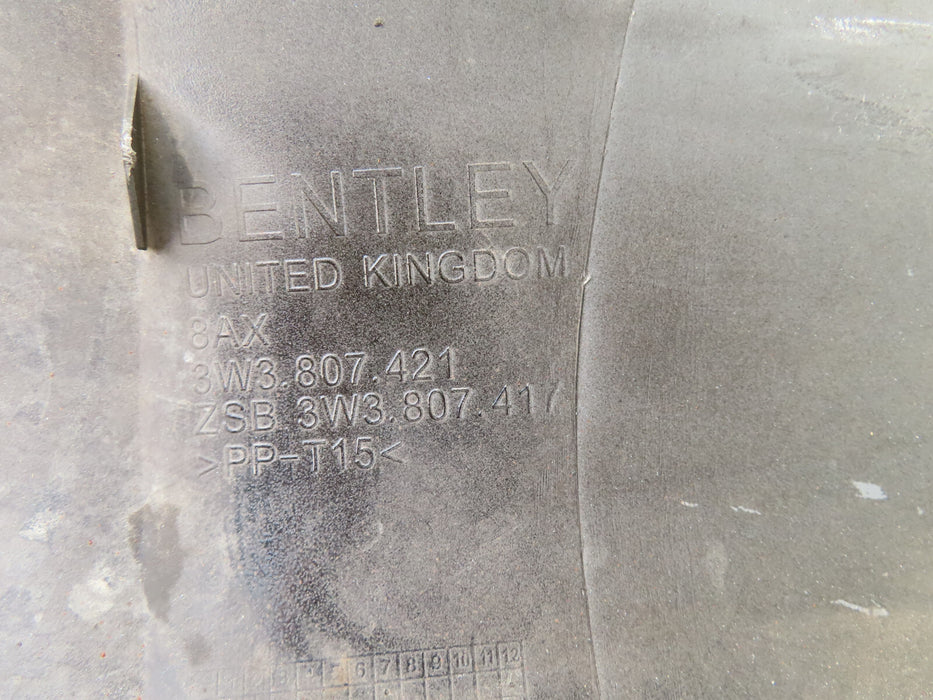 BENTLEY
UNITED KINGDOM
8AX
3W3.807.421
ZSB 3W3.807.417
>PP-T15<
6 7 8 9 10 11 12